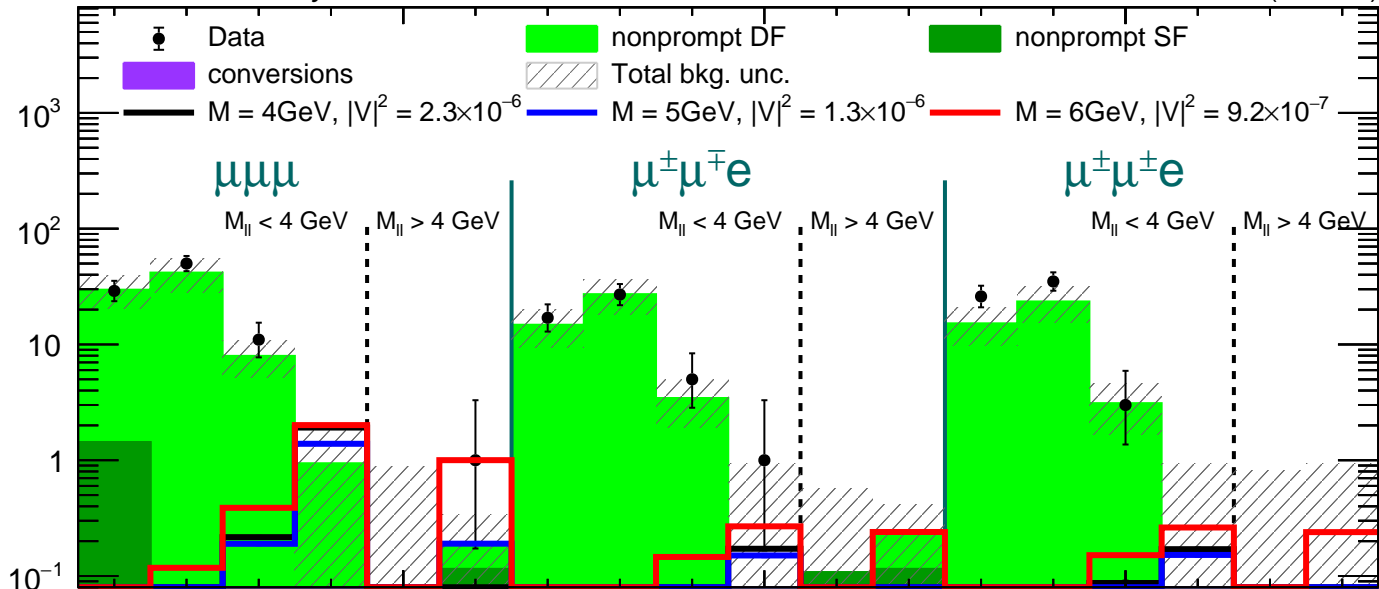 Data nonprompt DF nonprompt SF
conversions Total bkg. unc.
M = 4GeV, |V|² = 2.3×10⁻⁶ M = 5GeV, |V|² = 1.3×10⁻⁶ M = 6GeV, |V|² = 9.2×10⁻⁷
10³
μμμ μ±μ∓e μ±μ±e
M_ll < 4 GeV M_ll > 4 GeV M_ll < 4 GeV M_ll > 4 GeV M_ll < 4 GeV M_ll > 4 GeV
10²
10
1
10⁻¹